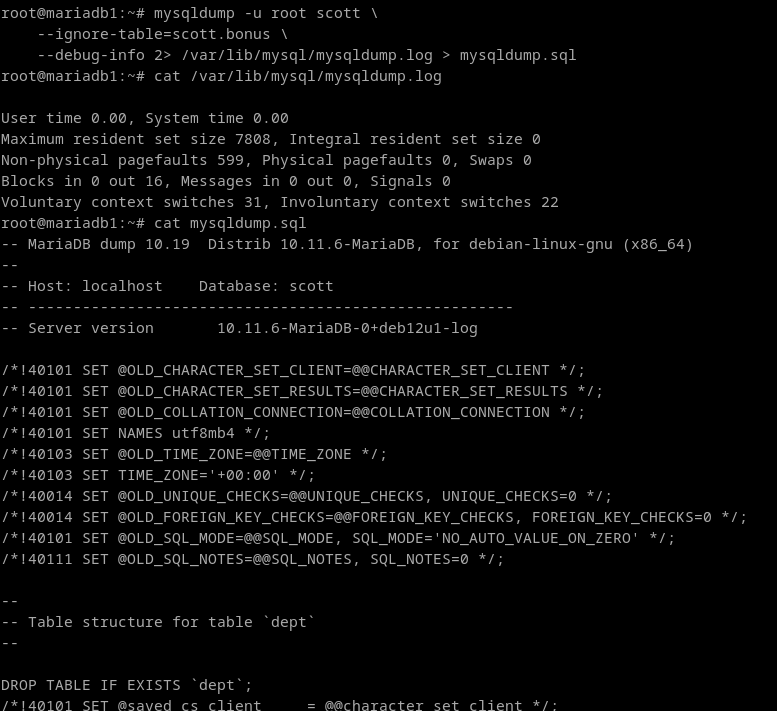 root@mariadb1:~# mysqldump -u root scott \
    --ignore-table=scott.bonus \
    --debug-info 2> /var/lib/mysql/mysqldump.log > mysqldump.sql
root@mariadb1:~# cat /var/lib/mysql/mysqldump.log

User time 0.00, System time 0.00
Maximum resident set size 7808, Integral resident set size 0
Non-physical pagefaults 599, Physical pagefaults 0, Swaps 0
Blocks in 0 out 16, Messages in 0 out 0, Signals 0
Voluntary context switches 31, Involuntary context switches 22
root@mariadb1:~# cat mysqldump.sql
-- MariaDB dump 10.19  Distrib 10.11.6-MariaDB, for debian-linux-gnu (x86_64)
--
-- Host: localhost    Database: scott
-- ------------------------------------------------------
-- Server version       10.11.6-MariaDB-0+deb12u1-log

/*!40101 SET @OLD_CHARACTER_SET_CLIENT=@@CHARACTER_SET_CLIENT */;
/*!40101 SET @OLD_CHARACTER_SET_RESULTS=@@CHARACTER_SET_RESULTS */;
/*!40101 SET @OLD_COLLATION_CONNECTION=@@COLLATION_CONNECTION */;
/*!40101 SET NAMES utf8mb4 */;
/*!40103 SET @OLD_TIME_ZONE=@@TIME_ZONE */;
/*!40103 SET TIME_ZONE='+00:00' */;
/*!40014 SET @OLD_UNIQUE_CHECKS=@@UNIQUE_CHECKS, UNIQUE_CHECKS=0 */;
/*!40014 SET @OLD_FOREIGN_KEY_CHECKS=@@FOREIGN_KEY_CHECKS, FOREIGN_KEY_CHECKS=0 */;
/*!40101 SET @OLD_SQL_MODE=@@SQL_MODE, SQL_MODE='NO_AUTO_VALUE_ON_ZERO' */;
/*!40111 SET @OLD_SQL_NOTES=@@SQL_NOTES, SQL_NOTES=0 */;

--
-- Table structure for table `dept`
--

DROP TABLE IF EXISTS `dept`;
/*!40101 SET @saved_cs_client     = @@character_set_client */;